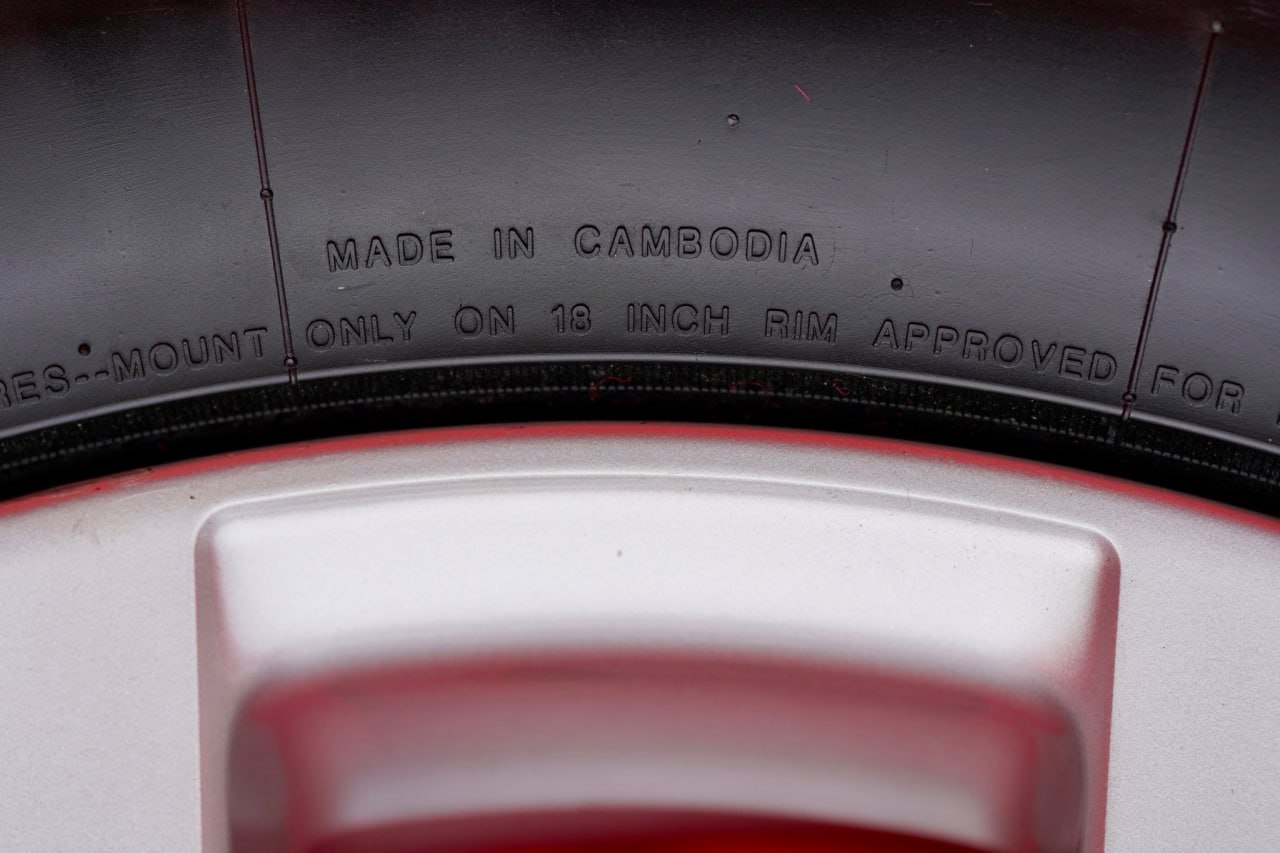 MADE IN CAMBODIA
RES--MOUNT ONLY ON 18 INCH RIM APPROVED FOR